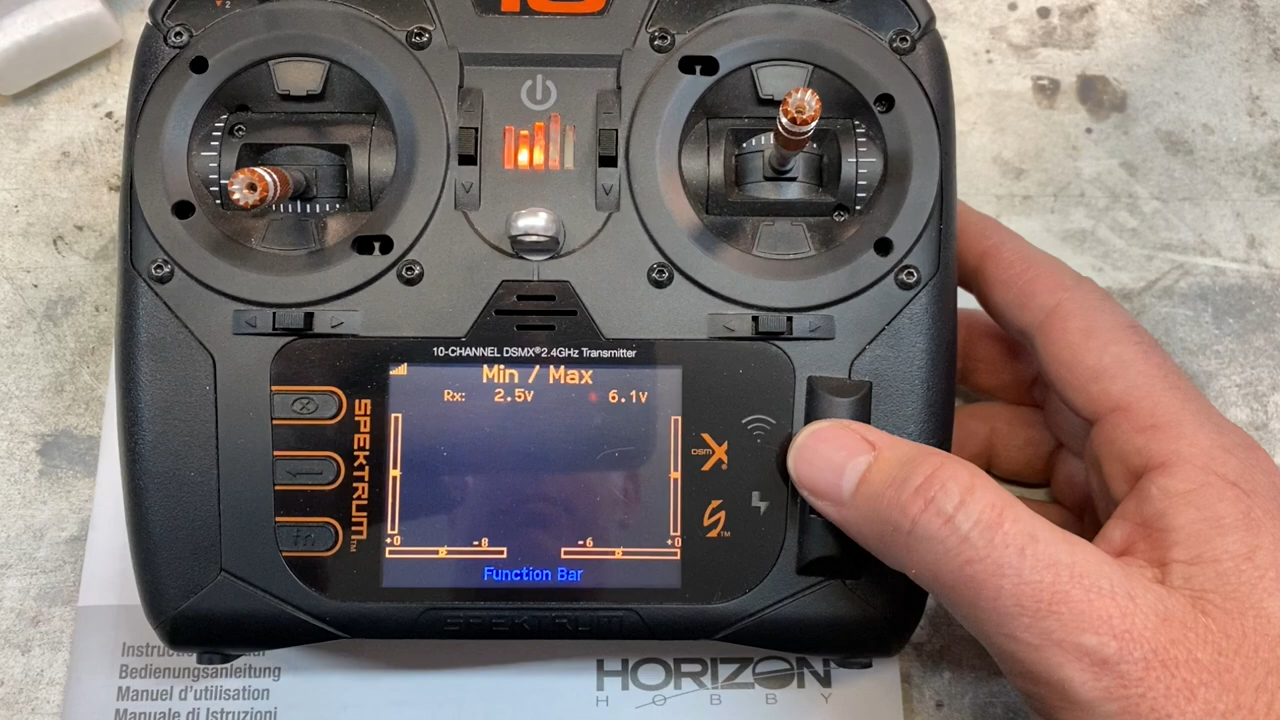 10
10-CHANNEL DSMX® 2.4GHz Transmitter
Min / Max
Rx: 2.5V 6.1V
SPEKTRUM™
DSM X®
+0 -8 -6 +0
Function Bar
SPEKTRUM
Bedienungsanleitung
Manuel d'utilisation
Manuale di Istruzioni
HORIZON
HOBBY